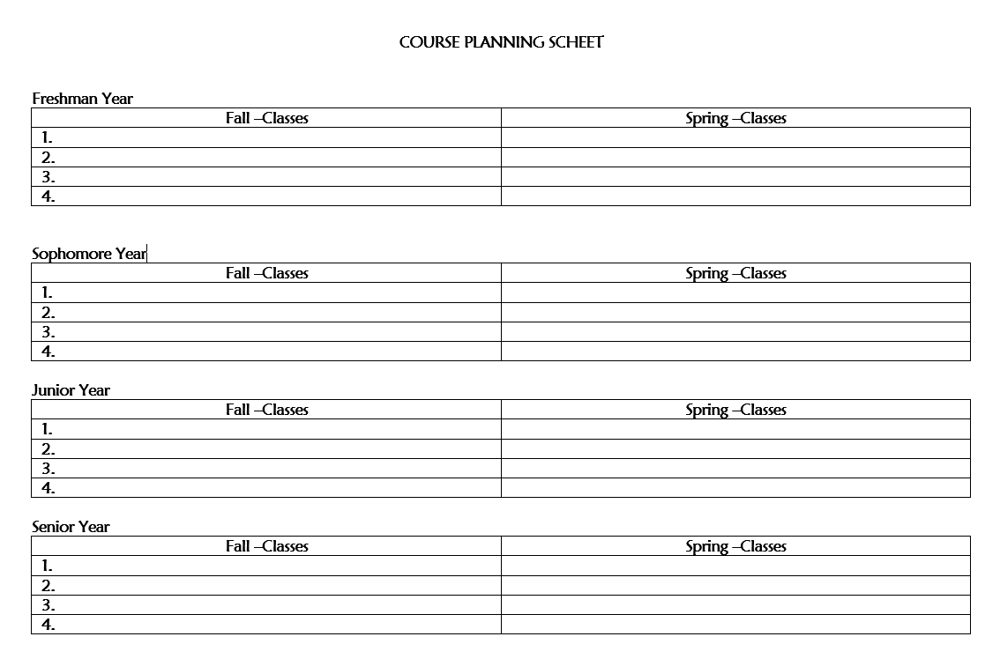 COURSE PLANNING SCHEET
Freshman Year
Fall –Classes Spring –Classes
1.
2.
3.
4.
Sophomore Year
Fall –Classes Spring –Classes
1.
2.
3.
4.
Junior Year
Fall –Classes Spring –Classes
1.
2.
3.
4.
Senior Year
Fall –Classes Spring –Classes
1.
2.
3.
4.